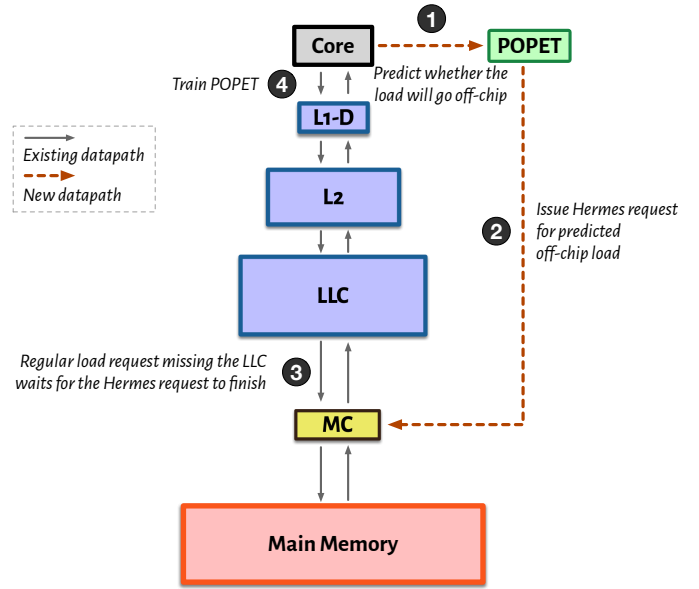 1
Core
POPET
Train POPET
4
Predict whether the
load will go off-chip
L1-D
Existing datapath
New datapath
L2
2
Issue Hermes request
for predicted
off-chip load
LLC
Regular load request missing the LLC
waits for the Hermes request to finish
3
MC
Main Memory